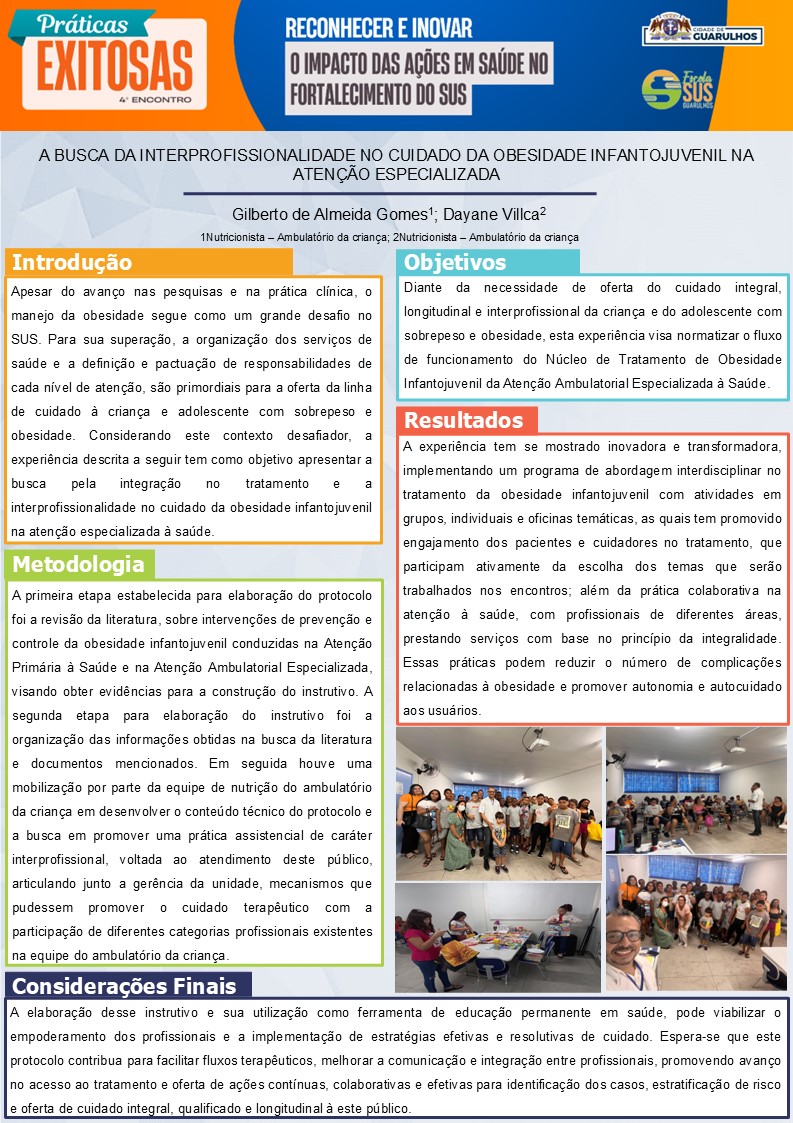 Práticas
EXITOSAS
4º ENCONTRO
RECONHECER E INOVAR
O IMPACTO DAS AÇÕES EM SAÚDE NO
FORTALECIMENTO DO SUS
CIDADE DE
GUARULHOS
Escola
SUS
GUARULHOS
A BUSCA DA INTERPROFISSIONALIDADE NO CUIDADO DA OBESIDADE INFANTOJUVENIL NA
ATENÇÃO ESPECIALIZADA
Gilberto de Almeida Gomes¹; Dayane Villca²
1Nutricionista – Ambulatório da criança; 2Nutricionista – Ambulatório da criança
Introdução
Apesar do avanço nas pesquisas e na prática clínica, o
manejo da obesidade segue como um grande desafio no
SUS. Para sua superação, a organização dos serviços de
saúde e a definição e pactuação de responsabilidades de
cada nível de atenção, são primordiais para a oferta da linha
de cuidado à criança e adolescente com sobrepeso e
obesidade. Considerando este contexto desafiador, a
experiência descrita a seguir tem como objetivo apresentar a
busca pela integração no tratamento e a
interprofissionalidade no cuidado da obesidade infantojuvenil
na atenção especializada à saúde.
Metodologia
A primeira etapa estabelecida para elaboração do protocolo
foi a revisão da literatura, sobre intervenções de prevenção e
controle da obesidade infantojuvenil conduzidas na Atenção
Primária à Saúde e na Atenção Ambulatorial Especializada,
visando obter evidências para a construção do instrutivo. A
segunda etapa para elaboração do instrutivo foi a
organização das informações obtidas na busca da literatura
e documentos mencionados. Em seguida houve uma
mobilização por parte da equipe de nutrição do ambulatório
da criança em desenvolver o conteúdo técnico do protocolo e
a busca em promover uma prática assistencial de caráter
interprofissional, voltada ao atendimento deste público,
articulando junto a gerência da unidade, mecanismos que
pudessem promover o cuidado terapêutico com a
participação de diferentes categorias profissionais existentes
na equipe do ambulatório da criança.
Objetivos
Diante da necessidade de oferta do cuidado integral,
longitudinal e interprofissional da criança e do adolescente com
sobrepeso e obesidade, esta experiência visa normatizar o fluxo
de funcionamento do Núcleo de Tratamento de Obesidade
Infantojuvenil da Atenção Ambulatorial Especializada à Saúde.
Resultados
A experiência tem se mostrado inovadora e transformadora,
implementando um programa de abordagem interdisciplinar no
tratamento da obesidade infantojuvenil com atividades em
grupos, individuais e oficinas temáticas, as quais tem promovido
engajamento dos pacientes e cuidadores no tratamento, que
participam ativamente da escolha dos temas que serão
trabalhados nos encontros; além da prática colaborativa na
atenção à saúde, com profissionais de diferentes áreas,
prestando serviços com base no princípio da integralidade.
Essas práticas podem reduzir o número de complicações
relacionadas à obesidade e promover autonomia e autocuidado
aos usuários.
Considerações Finais
A elaboração desse instrutivo e sua utilização como ferramenta de educação permanente em saúde, pode viabilizar o
empoderamento dos profissionais e a implementação de estratégias efetivas e resolutivas de cuidado. Espera-se que este
protocolo contribua para facilitar fluxos terapêuticos, melhorar a comunicação e integração entre profissionais, promovendo avanço
no acesso ao tratamento e oferta de ações contínuas, colaborativas e efetivas para identificação dos casos, estratificação de risco
e oferta de cuidado integral, qualificado e longitudinal à este público.